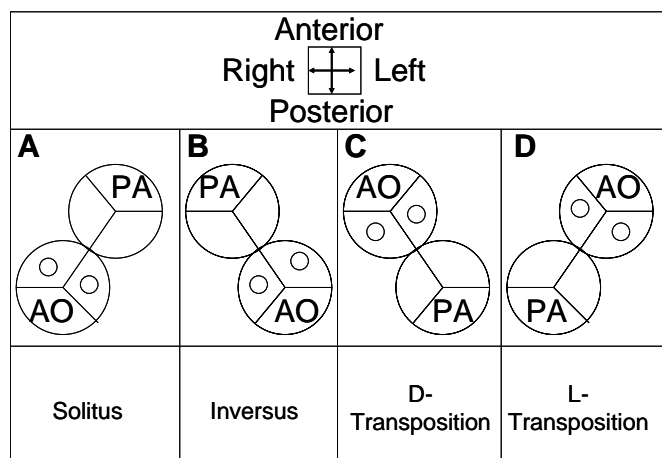 Anterior
Right Left
Posterior
A B C D
PA PA AO AO
AO AO PA PA
Solitus
Inversus
D-
Transposition
L-
Transposition